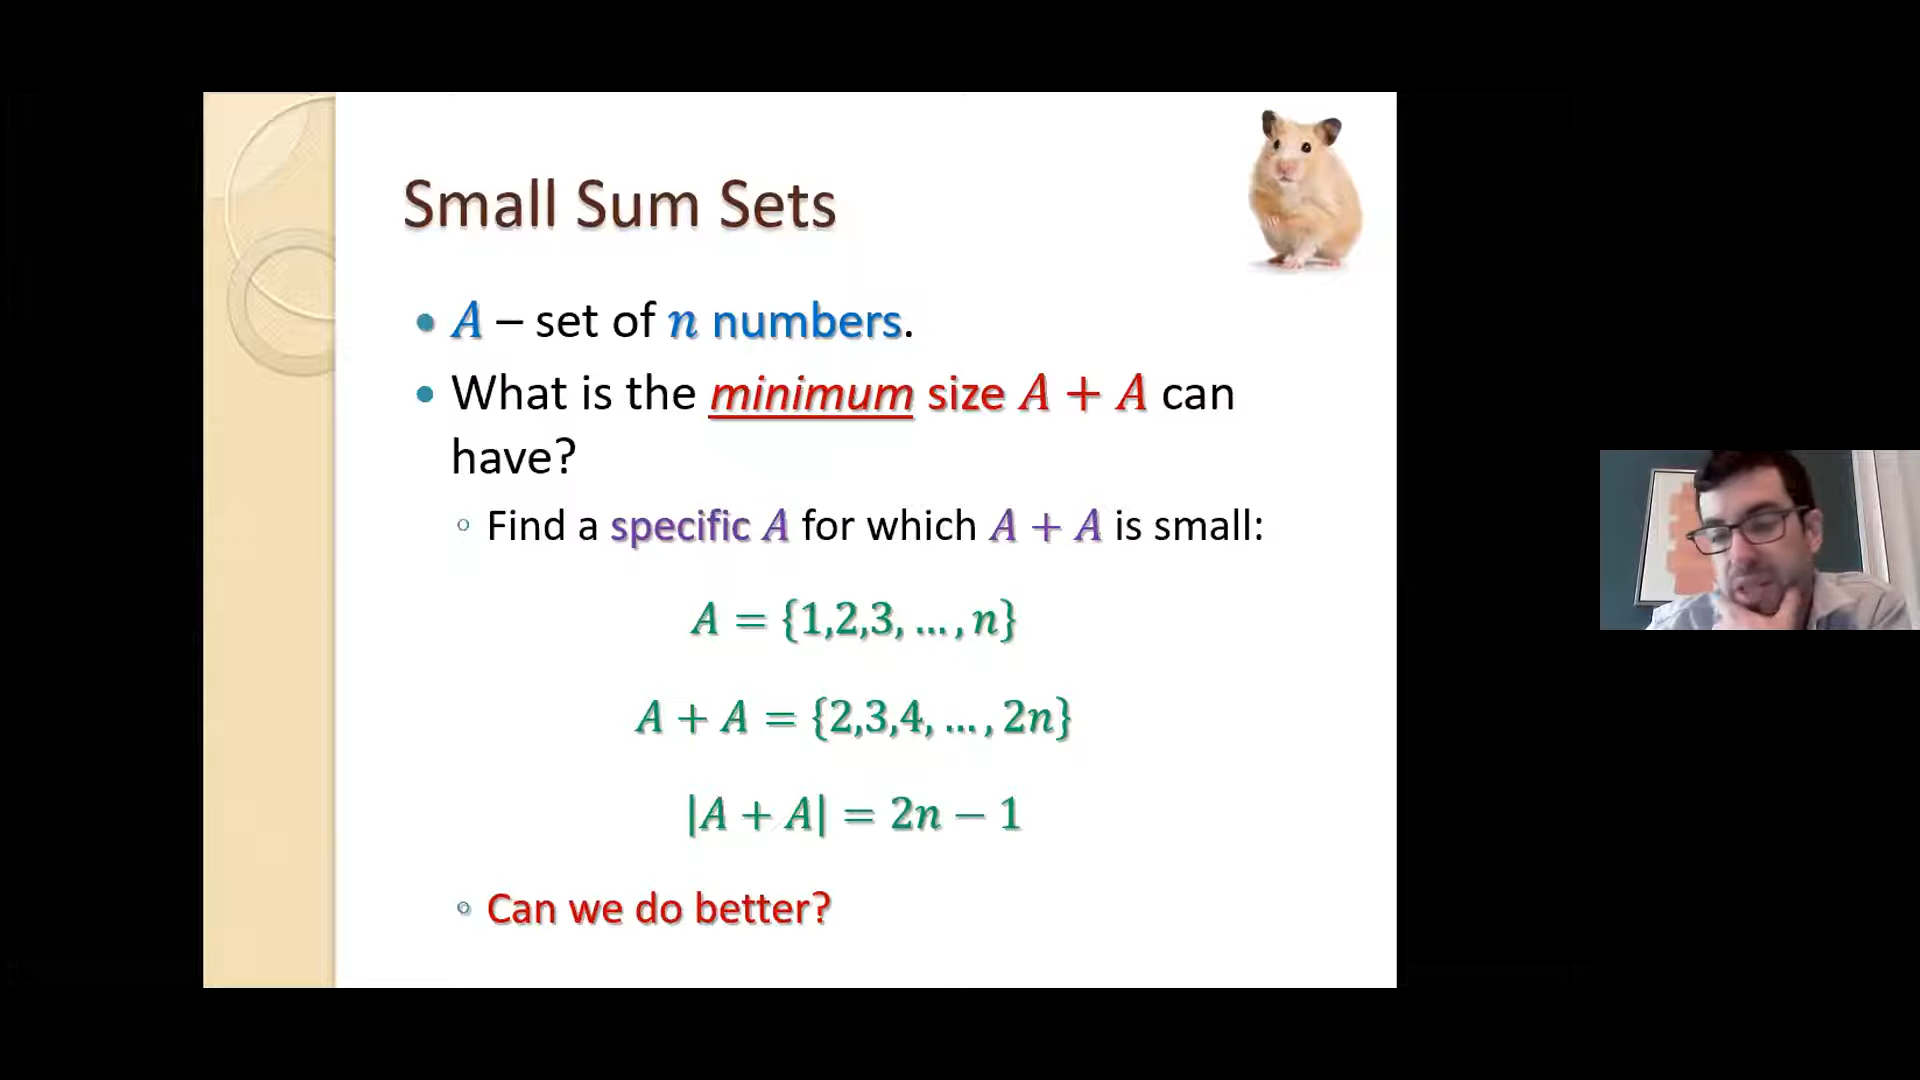 Small Sum Sets
• A – set of n numbers.
• What is the minimum size A + A can
have?
◦ Find a specific A for which A + A is small:
A = {1,2,3, … , n}
A + A = {2,3,4, … , 2n}
|A + A| = 2n − 1
◦ Can we do better?